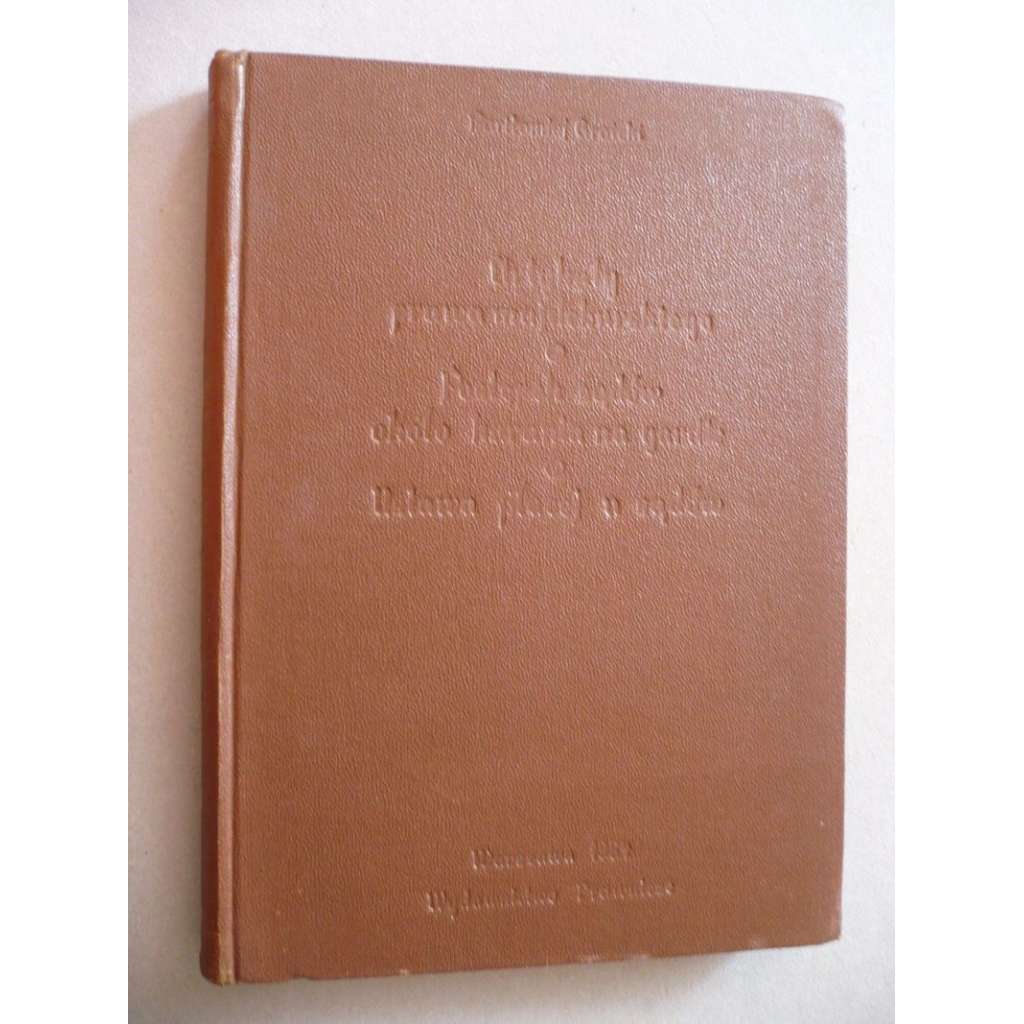 Bartłomiej Groicki
Artykuły
prawa majdeburskiego
Postępek sądów
około karania na gardle
Ustawa płacej u sądów
Warszawa
Wydawnictwo Prawnicze